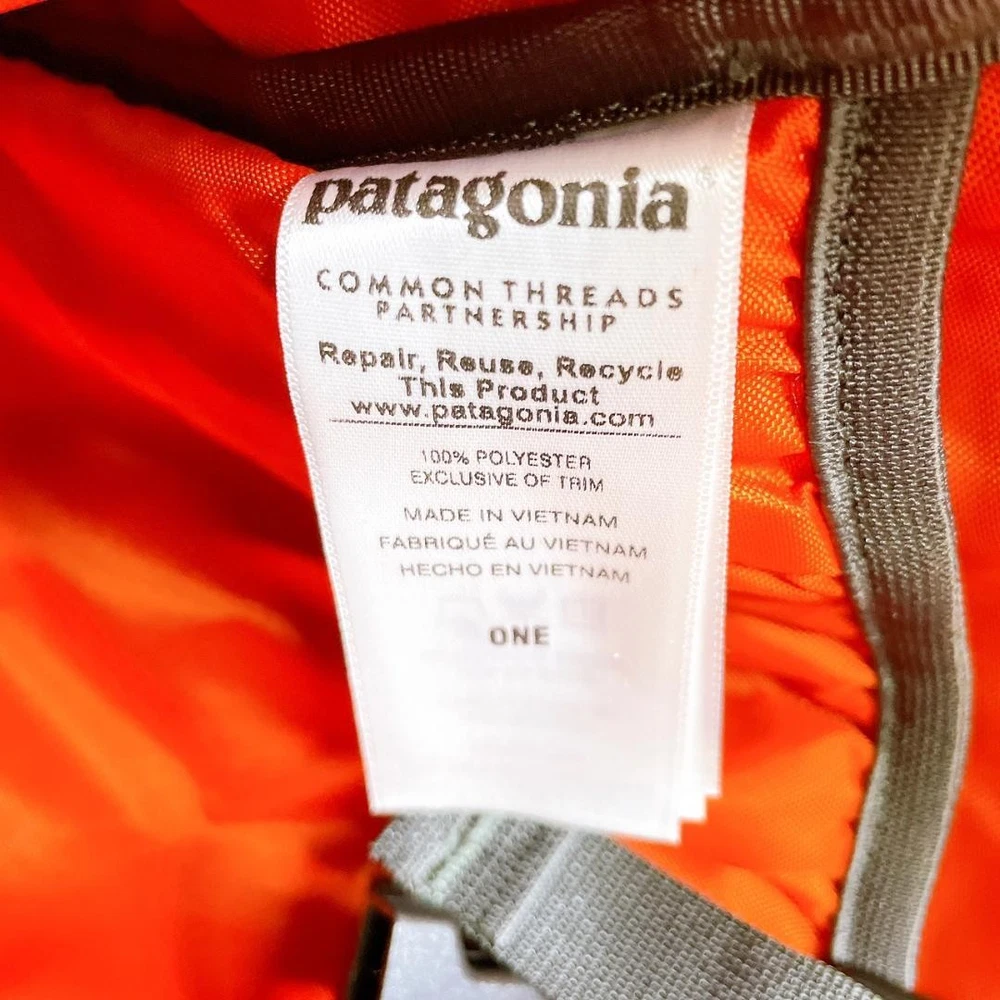 patagonia®
COMMON THREADS
PARTNERSHIP
Repair, Reuse, Recycle
This Product
www.patagonia.com
100% POLYESTER
EXCLUSIVE OF TRIM
MADE IN VIETNAM
FABRIQUÉ AU VIETNAM
HECHO EN VIETNAM
ONE